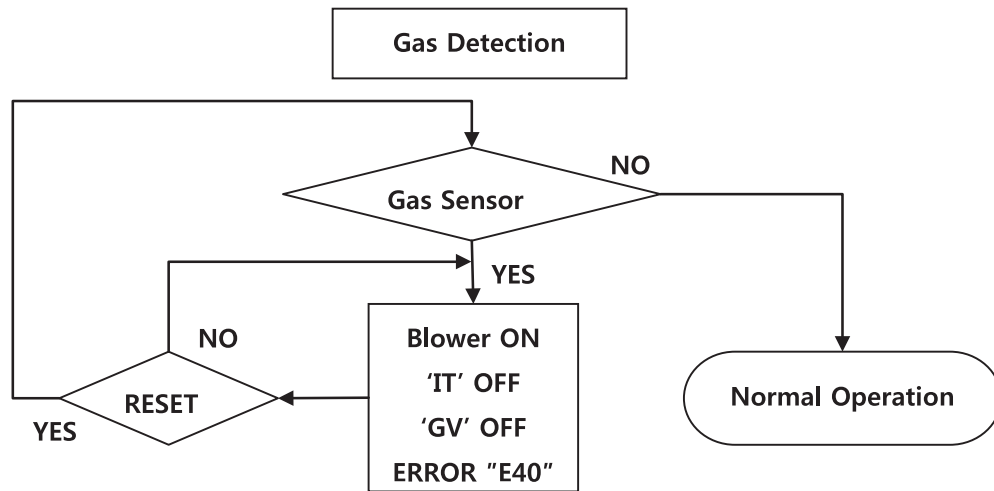 Gas Detection
NO
Gas Sensor
YES
NO
Blower ON
‘IT’ OFF
‘GV’ OFF
ERROR ”E40”
RESET
YES
Normal Operation